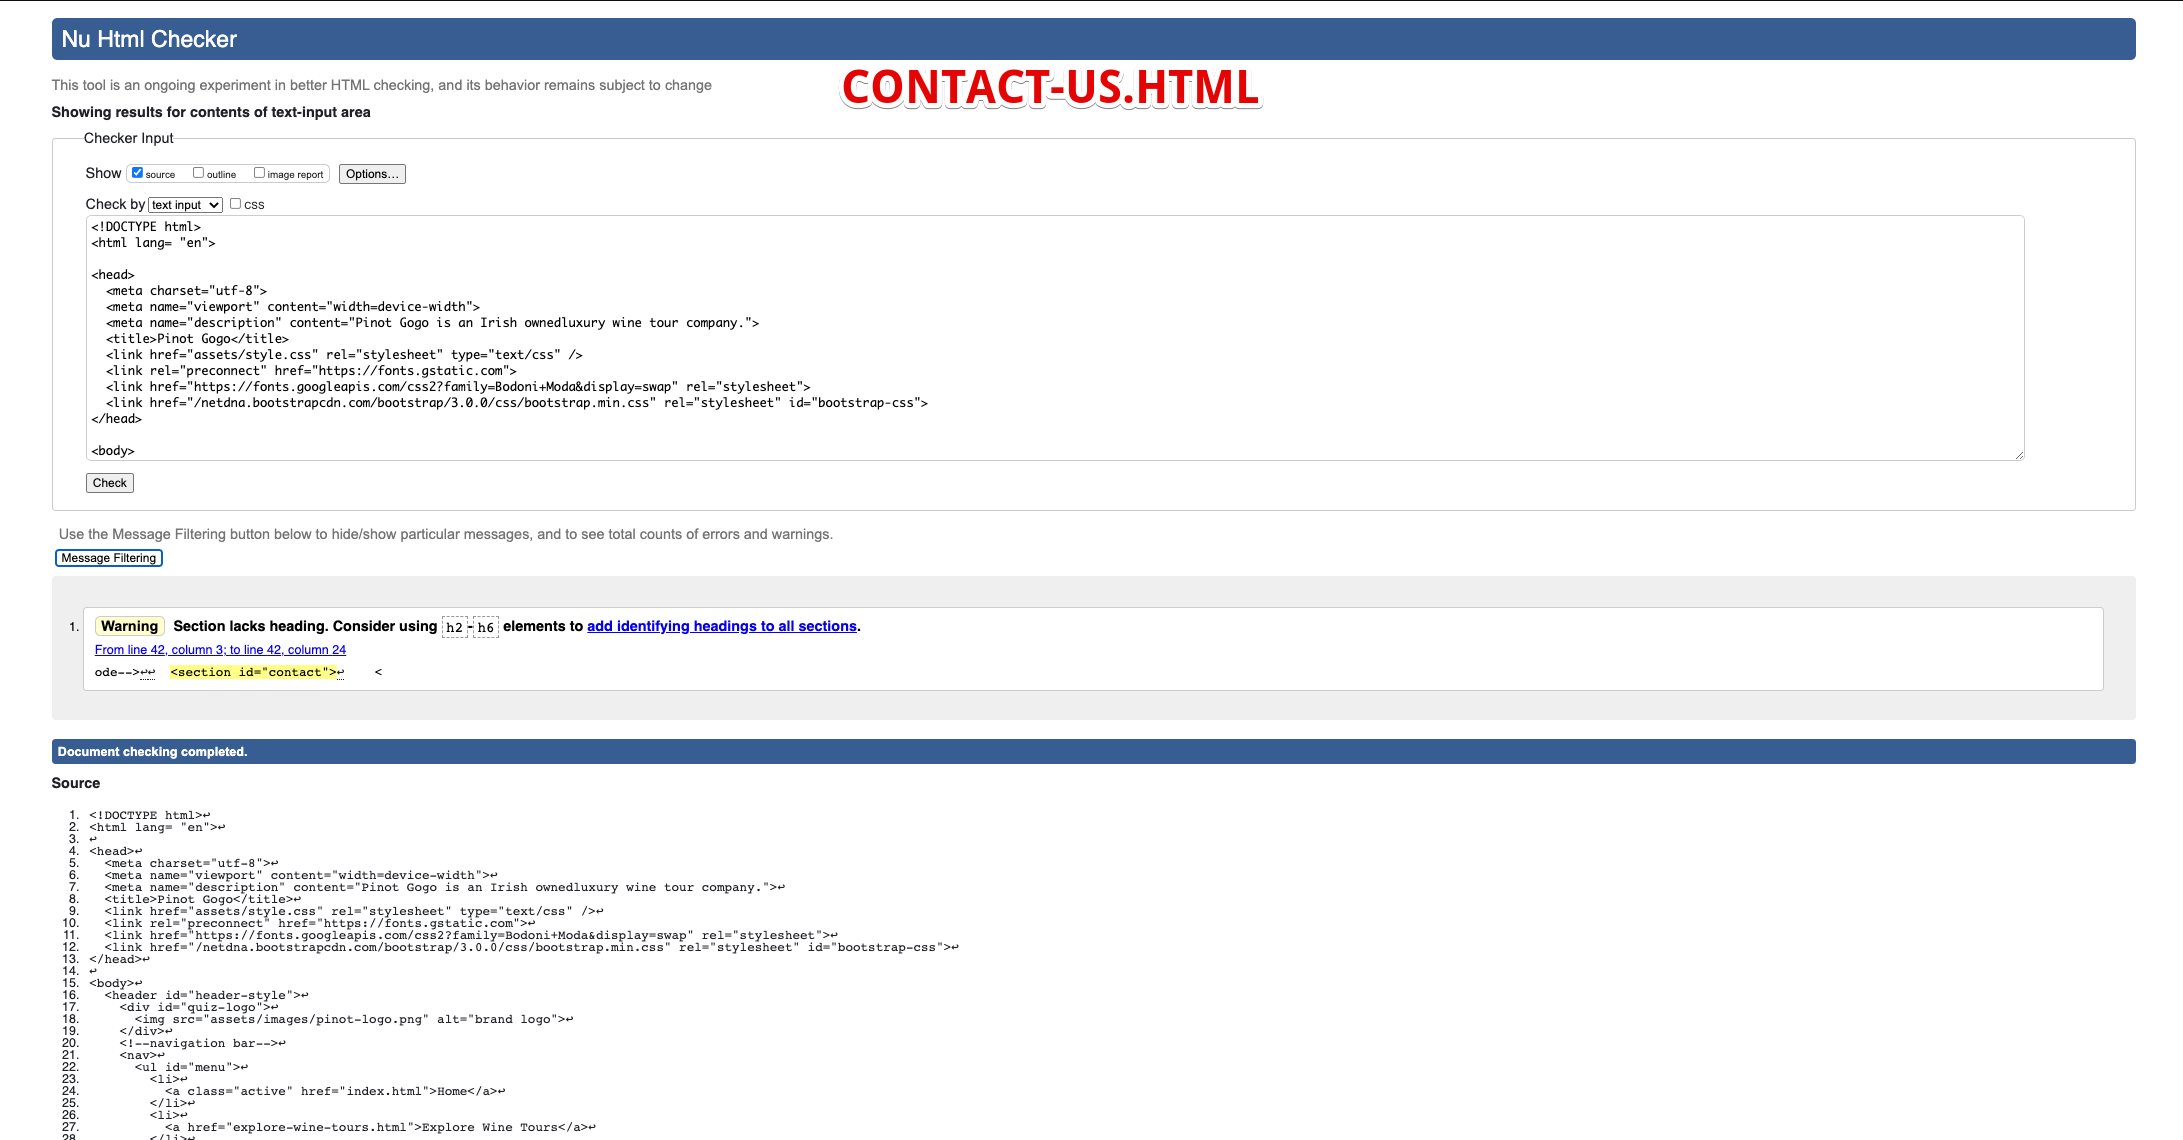 Nu Html Checker
This tool is an ongoing experiment in better HTML checking, and its behavior remains subject to change
CONTACT-US.HTML
Showing results for contents of text-input area
Checker Input
Show source outline image report Options...
Check by text input css
<!DOCTYPE html>
<html lang= "en">
<head>
<meta charset="utf-8">
<meta name="viewport" content="width=device-width">
<meta name="description" content="Pinot Gogo is an Irish ownedluxury wine tour company.">
<title>Pinot Gogo</title>
<link href="assets/style.css" rel="stylesheet" type="text/css" />
<link rel="preconnect" href="https://fonts.gstatic.com">
<link href="https://fonts.googleapis.com/css2?family=Bodoni+Moda&display=swap" rel="stylesheet">
<link href="/netdna.bootstrapcdn.com/bootstrap/3.0.0/css/bootstrap.min.css" rel="stylesheet" id="bootstrap-css">
</head>
<body>
Check
Use the Message Filtering button below to hide/show particular messages, and to see total counts of errors and warnings.
Message Filtering
1. Warning Section lacks heading. Consider using h2-h6 elements to add identifying headings to all sections.
From line 42, column 3; to line 42, column 24
ode-->↩↩ <section id="contact">↩ <
Document checking completed.
Source
1. <!DOCTYPE html>↩
2. <html lang= "en">↩
3. ↩
4. <head>↩
5. <meta charset="utf-8">↩
6. <meta name="viewport" content="width=device-width">↩
7. <meta name="description" content="Pinot Gogo is an Irish ownedluxury wine tour company.">↩
8. <title>Pinot Gogo</title>↩
9. <link href="assets/style.css" rel="stylesheet" type="text/css" />↩
10. <link rel="preconnect" href="https://fonts.gstatic.com">↩
11. <link href="https://fonts.googleapis.com/css2?family=Bodoni+Moda&display=swap" rel="stylesheet">↩
12. <link href="/netdna.bootstrapcdn.com/bootstrap/3.0.0/css/bootstrap.min.css" rel="stylesheet" id="bootstrap-css">↩
13. </head>↩
14. ↩
15. <body>↩
16. <header id="header-style">↩
17. <div id="quiz-logo">↩
18. <img src="assets/images/pinot-logo.png" alt="brand logo">↩
19. </div>↩
20. <!--navigation bar-->↩
21. <nav>↩
22. <ul id="menu">↩
23. <li>↩
24. <a class="active" href="index.html">Home</a>↩
25. </li>↩
26. <li>↩
27. <a href="explore-wine-tours.html">Explore Wine Tours</a>↩
28. </li>↩